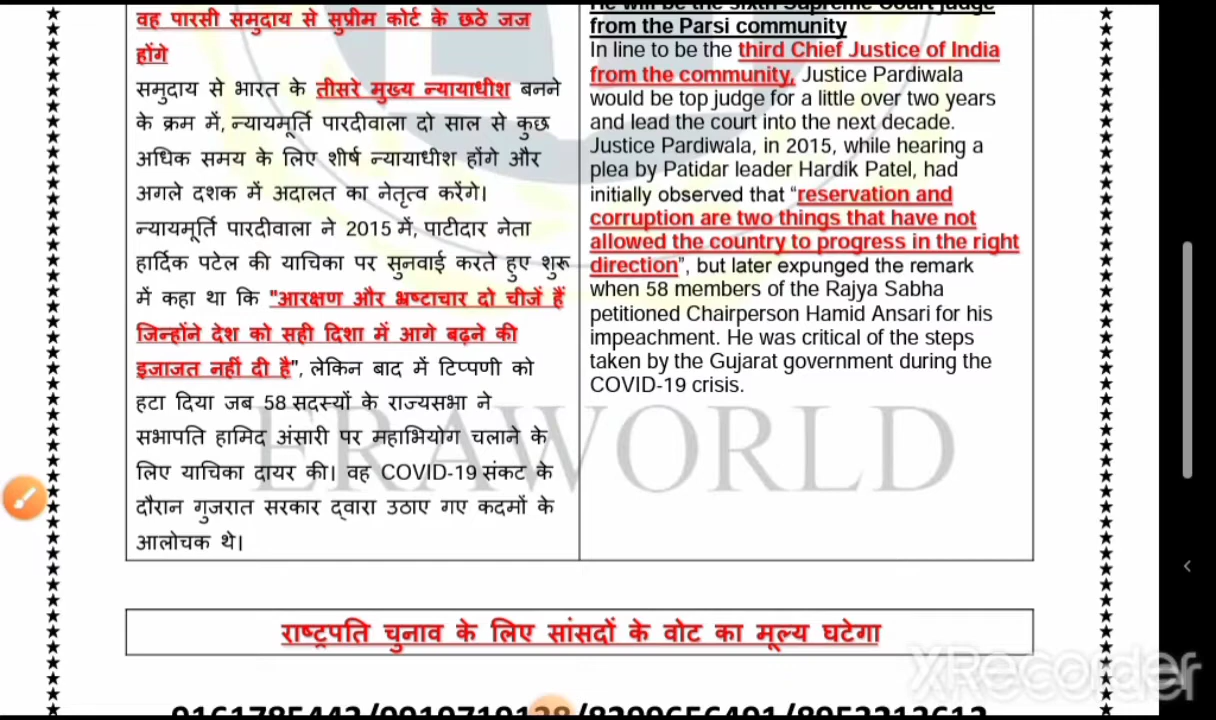 वह पारसी समुदाय से सुप्रीम कोर्ट के छठे जज
होंगे
समुदाय से भारत के तीसरे मुख्य न्यायाधीश बनने
के क्रम में, न्यायमूर्ति पारदीवाला दो साल से कुछ
अधिक समय के लिए शीर्ष न्यायाधीश होंगे और
अगले दशक में अदालत का नेतृत्व करेंगे।
न्यायमूर्ति पारदीवाला ने 2015 में, पाटीदार नेता
हार्दिक पटेल की याचिका पर सुनवाई करते हुए शुरू
में कहा था कि "आरक्षण और भ्रष्टाचार दो चीजें हैं
जिन्होंने देश को सही दिशा में आगे बढ़ने की
इजाजत नहीं दी है", लेकिन बाद में टिप्पणी को
हटा दिया जब 58 सदस्यों के राज्यसभा ने
सभापति हामिद अंसारी पर महाभियोग चलाने के
लिए याचिका दायर की। वह COVID-19 संकट के
दौरान गुजरात सरकार द्वारा उठाए गए कदमों के
आलोचक थे।
He will be the sixth Supreme Court judge
from the Parsi community
In line to be the third Chief Justice of India
from the community, Justice Pardiwala
would be top judge for a little over two years
and lead the court into the next decade.
Justice Pardiwala, in 2015, while hearing a
plea by Patidar leader Hardik Patel, had
initially observed that "reservation and
corruption are two things that have not
allowed the country to progress in the right
direction", but later expunged the remark
when 58 members of the Rajya Sabha
petitioned Chairperson Hamid Ansari for his
impeachment. He was critical of the steps
taken by the Gujarat government during the
COVID-19 crisis.
ERAWORLD
राष्ट्रपति चुनाव के लिए सांसदों के वोट का मूल्य घटेगा
XRecorder